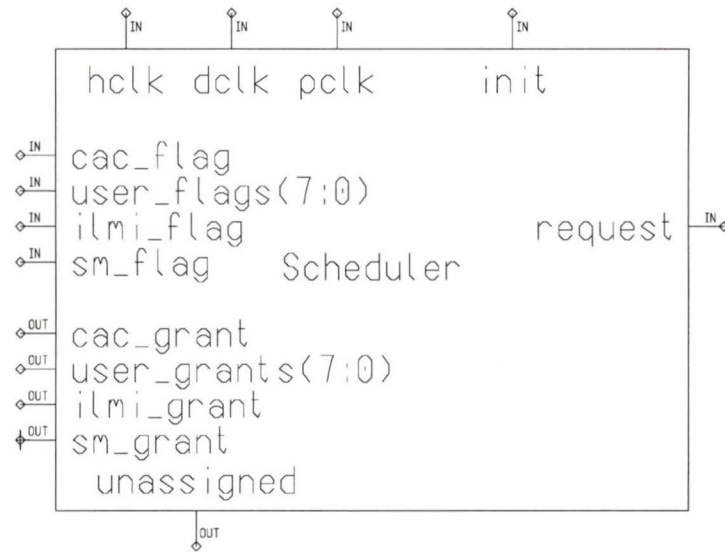 IN IN IN IN
hclk dclk pclk init
IN cac_flag
IN user_flags(7:0)
IN ilmi_flag request IN
IN sm_flag Scheduler
OUT cac_grant
OUT user_grants(7:0)
OUT ilmi_grant
OUT sm_grant
unassigned
OUT